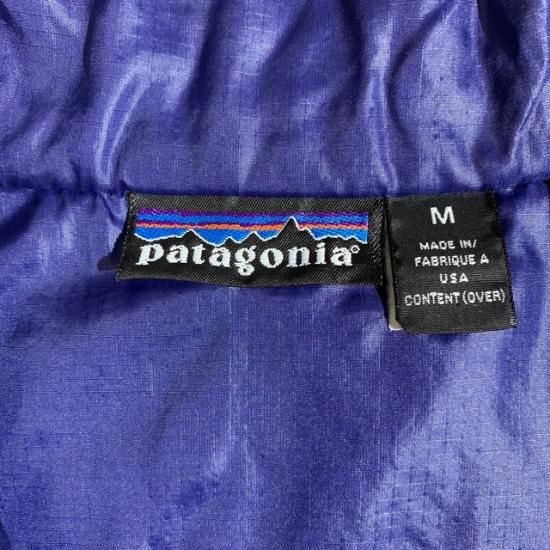 patagonia®
M
MADE IN/
FABRIQUE A
USA
CONTENT (OVER)